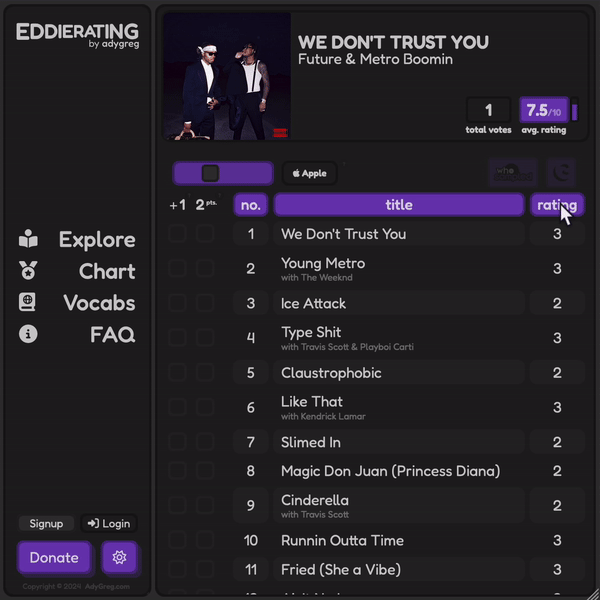 EDDIERATING
by adygreg
Explore
Chart
Vocabs
FAQ
Signup
Login
Donate
Copyright © 2024 AdyGreg.com
WE DON'T TRUST YOU
Future & Metro Boomin
1
total votes
7.5/10
avg. rating
Apple
who
+1 2 pts. no. title rating
1 We Don't Trust You 3
2 Young Metro 3
with The Weeknd
3 Ice Attack 2
4 Type Shit 3
with Travis Scott & Playboi Carti
5 Claustrophobic 2
6 Like That 3
with Kendrick Lamar
7 Slimed In 2
8 Magic Don Juan (Princess Diana) 2
9 Cinderella 2
with Travis Scott
10 Runnin Outta Time 3
11 Fried (She a Vibe) 3